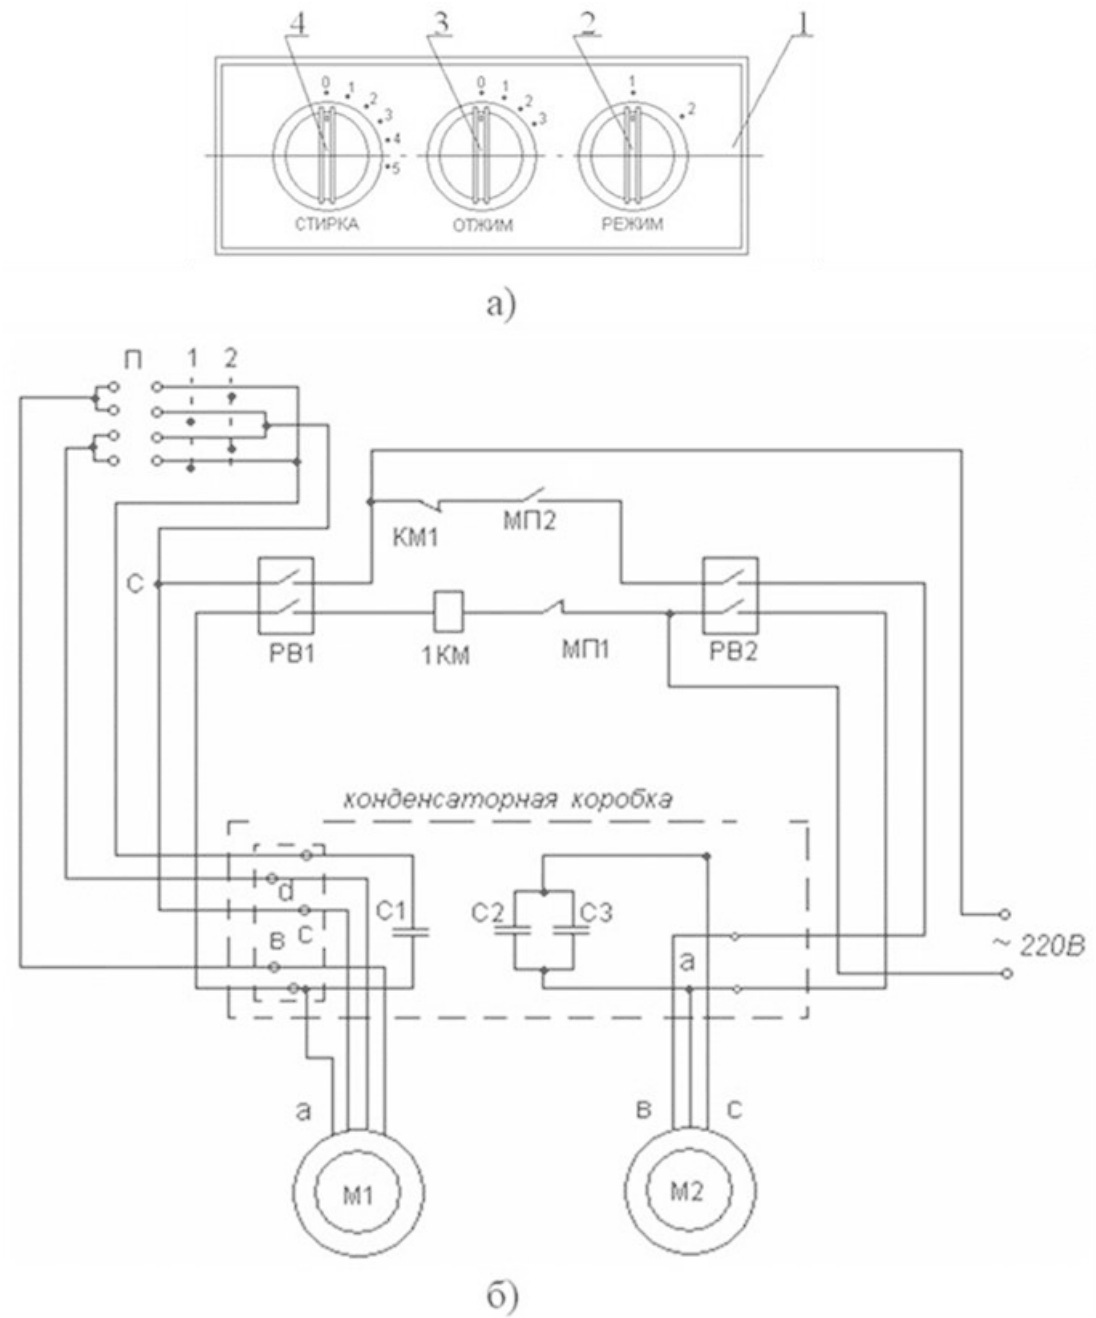 4 3 2 1
0 1 2 3 4 5
0 1 2 3
1 2
СТИРКА ОТЖИМ РЕЖИМ
а)
П 1 2
КМ1 МП2
С
РВ1 1КМ МП1 РВ2
конденсаторная коробка
d
С1 С2 С3
с
в
а
~ 220В
а в с
М1 М2
б)